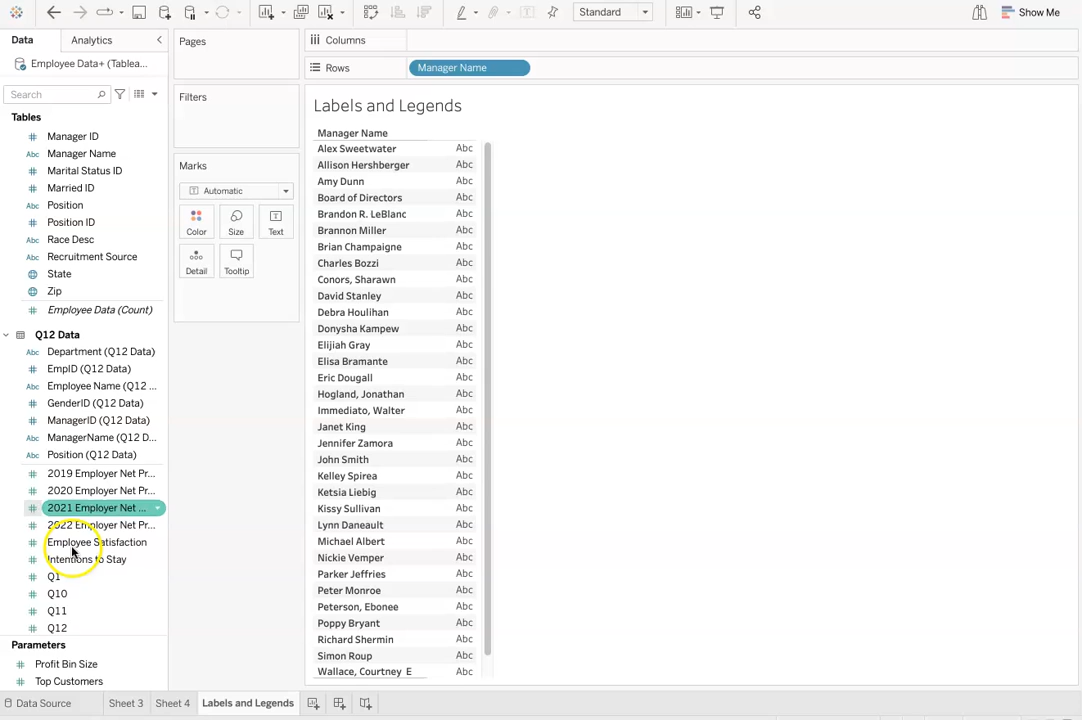 Standard
Show Me
Data
Analytics
Employee Data+ (Tablea...
Search
Tables
Manager ID
Abc Manager Name
Marital Status ID
Married ID
Abc Position
Position ID
Abc Race Desc
Abc Recruitment Source
State
Zip
Employee Data (Count)
Q12 Data
Abc Department (Q12 Data)
EmpID (Q12 Data)
Abc Employee Name (Q12 ...
GenderID (Q12 Data)
ManagerID (Q12 Data)
Abc ManagerName (Q12 D...
Abc Position (Q12 Data)
2019 Employer Net Pr...
2020 Employer Net Pr...
2021 Employer Net ...
2022 Employer Net Pr...
Employee Satisfaction
Intentions to Stay
Q1
Q10
Q11
Q12
Parameters
Profit Bin Size
Top Customers
Pages
Filters
Marks
T Automatic
Color
Size
Text
Detail
Tooltip
Columns
Rows
Manager Name
Labels and Legends
Manager Name
Alex Sweetwater Abc
Allison Hershberger Abc
Amy Dunn Abc
Board of Directors Abc
Brandon R. LeBlanc Abc
Brannon Miller Abc
Brian Champaigne Abc
Charles Bozzi Abc
Conors, Sharawn Abc
David Stanley Abc
Debra Houlihan Abc
Donysha Kampew Abc
Elijiah Gray Abc
Elisa Bramante Abc
Eric Dougall Abc
Hogland, Jonathan Abc
Immediato, Walter Abc
Janet King Abc
Jennifer Zamora Abc
John Smith Abc
Kelley Spirea Abc
Ketsia Liebig Abc
Kissy Sullivan Abc
Lynn Daneault Abc
Michael Albert Abc
Nickie Vemper Abc
Parker Jeffries Abc
Peter Monroe Abc
Peterson, Ebonee Abc
Poppy Bryant Abc
Richard Shermin Abc
Simon Roup Abc
Wallace, Courtney E Abc
Data Source
Sheet 3
Sheet 4
Labels and Legends